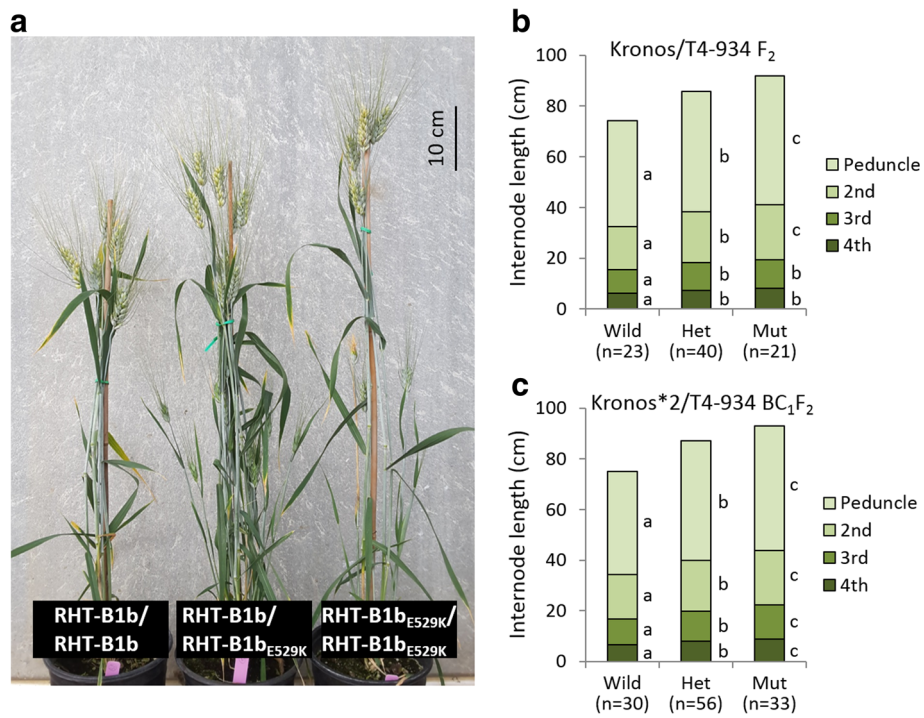 a
10 cm
RHT-B1b/
RHT-B1b
RHT-B1b/
RHT-B1bE529K
RHT-B1bE529K/
RHT-B1bE529K
b
Kronos/T4-934 F2
Internode length (cm)
100
80
60
40
20
0
a
a
a
a
b
b
b
b
c
c
b
b
Wild
(n=23)
Het
(n=40)
Mut
(n=21)
Peduncle
2nd
3rd
4th
c
Kronos*2/T4-934 BC1F2
Internode length (cm)
100
80
60
40
20
0
a
a
a
a
b
b
b
b
c
c
c
c
Wild
(n=30)
Het
(n=56)
Mut
(n=33)
Peduncle
2nd
3rd
4th